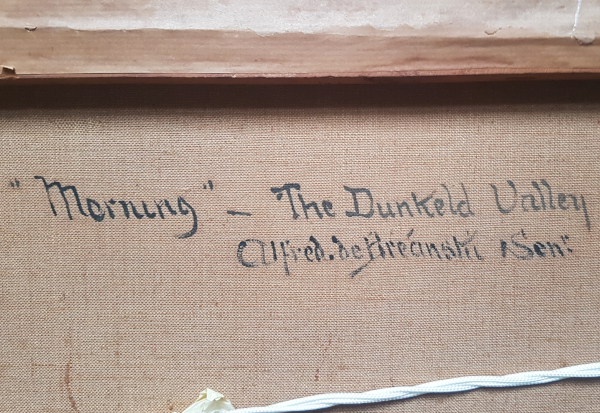 "Morning" – The Dunkeld Valley
Alfred. de Bréanski "Sen"